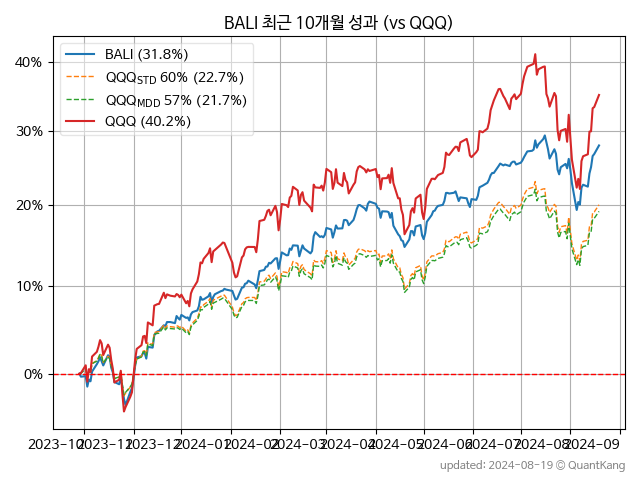 BALI 최근 10개월 성과 (vs QQQ)
BALI (31.8%)
QQQSTD 60% (22.7%)
QQQMDD 57% (21.7%)
QQQ (40.2%)
40%
30%
20%
10%
0%
2023-10 2023-11 2023-12 2024-01 2024-02 2024-03 2024-04 2024-05 2024-06 2024-07 2024-08 2024-09
updated: 2024-08-19 © QuantKang